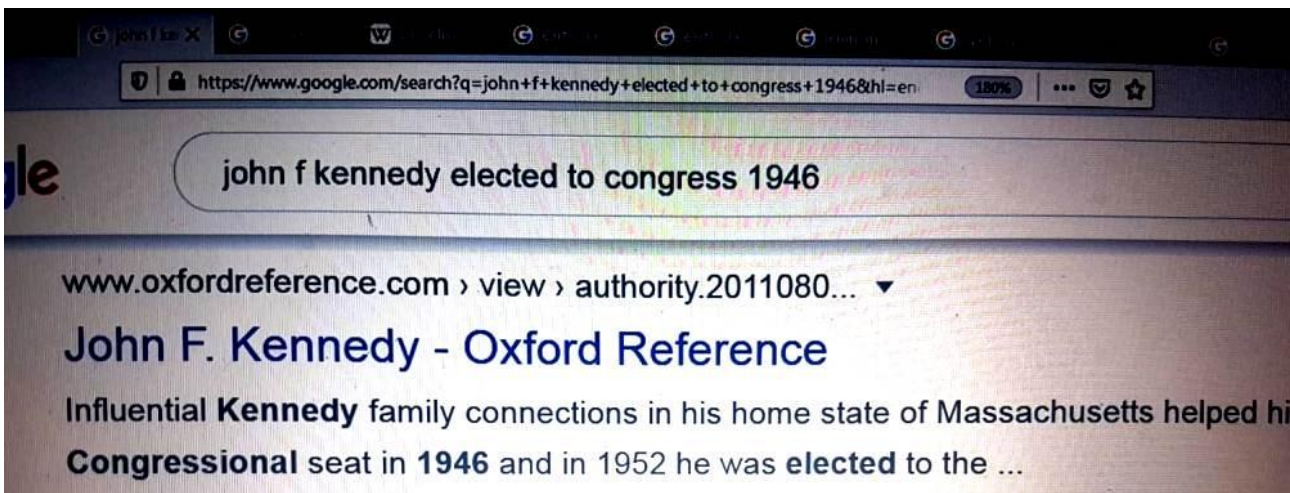 john f ke
https://www.google.com/search?q=john+f+kennedy+elected+to+congress+1946&hl=en
180%
gle
john f kennedy elected to congress 1946
www.oxfordreference.com › view › authority.2011080...
John F. Kennedy - Oxford Reference
Influential Kennedy family connections in his home state of Massachusetts helped hi
Congressional seat in 1946 and in 1952 he was elected to the ...